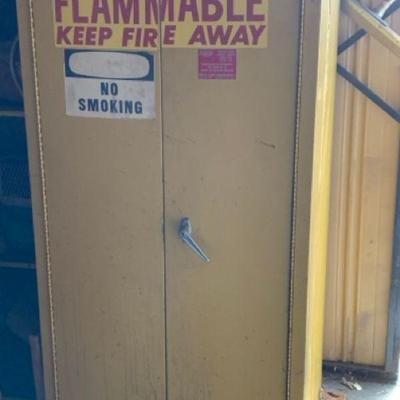 FLAMMABLE
KEEP FIRE AWAY
NO
SMOKING